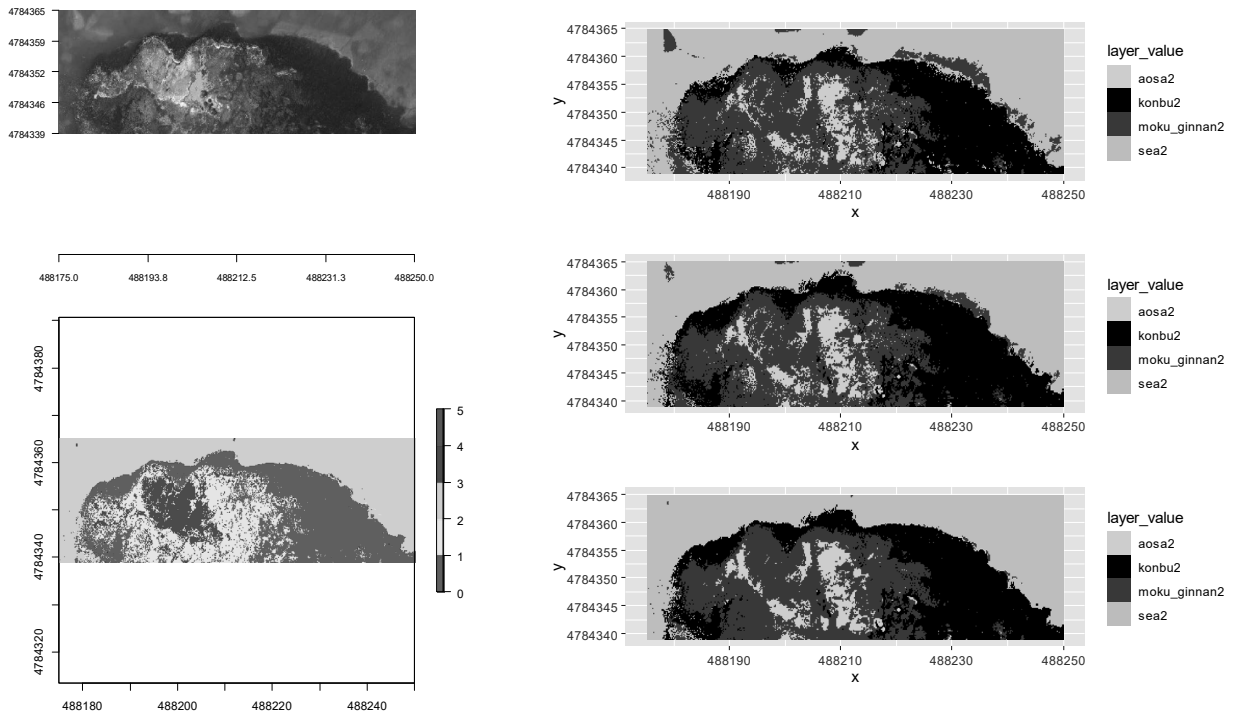 4784365
4784359
4784352
4784346
4784339
488175.0
488193.8
488212.5
488231.3
488250.0
4784380
4784360
4784340
4784320
488180
488200
488220
488240
5
4
3
2
1
0
4784365
4784360
4784355
4784350
4784345
4784340
y
488190
488210
488230
488250
x
layer_value
aosa2
konbu2
moku_ginnan2
sea2
4784365
4784360
4784355
4784350
4784345
4784340
y
488190
488210
488230
488250
x
layer_value
aosa2
konbu2
moku_ginnan2
sea2
4784365
4784360
4784355
4784350
4784345
4784340
y
488190
488210
488230
488250
x
layer_value
aosa2
konbu2
moku_ginnan2
sea2